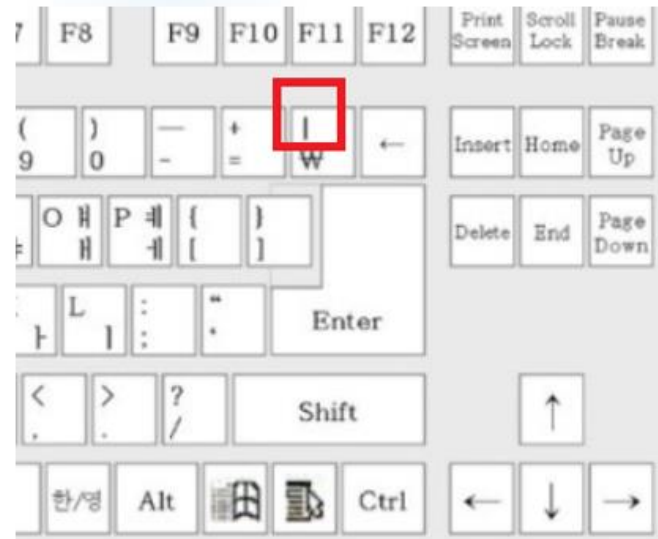 F8 F9 F10 F11 F12 Print Screen Scroll Lock Pause Break
( 9 ) 0 — - + = | ₩ ← Insert Home Page Up
O ㅒ ㅐ P ㅖ ㅔ { [ } ] Delete End Page Down
L ㅣ : ; “ ‘ Enter
< , > . ? / Shift ↑
한/영 Alt Ctrl ← ↓ →